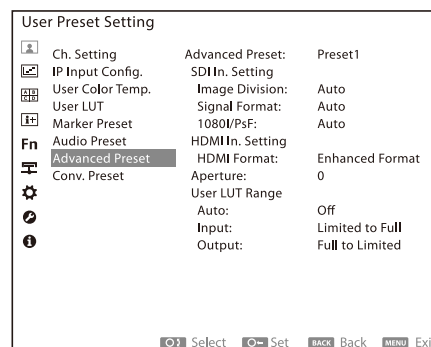 User Preset Setting
Ch. Setting
IP Input Config.
User Color Temp.
User LUT
Marker Preset
Audio Preset
Advanced Preset
Conv. Preset
A B
C D
i+
Fn
Advanced Preset: Preset1
SDI In. Setting
Image Division: Auto
Signal Format: Auto
1080I/PsF: Auto
HDMI In. Setting
HDMI Format: Enhanced Format
Aperture: 0
User LUT Range
Auto: Off
Input: Limited to Full
Output: Full to Limited
Select Set BACK Back MENU Exi